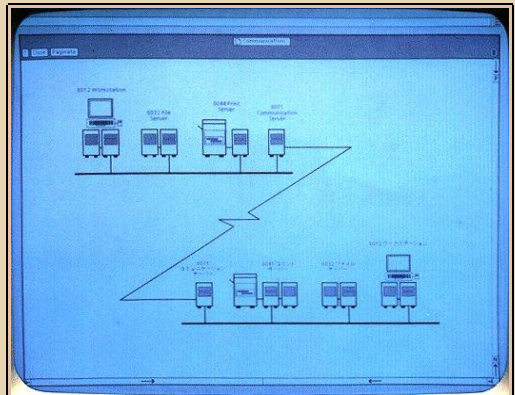 Communication
Close Paginate
8012 Workstation
8032 File
Server
8044 Print
Server
8071
Communication
Server
8071
コミュニケーション
サーバー
8044 プリント
サーバー
8032 ファイル
サーバー
8012 ワークステーション